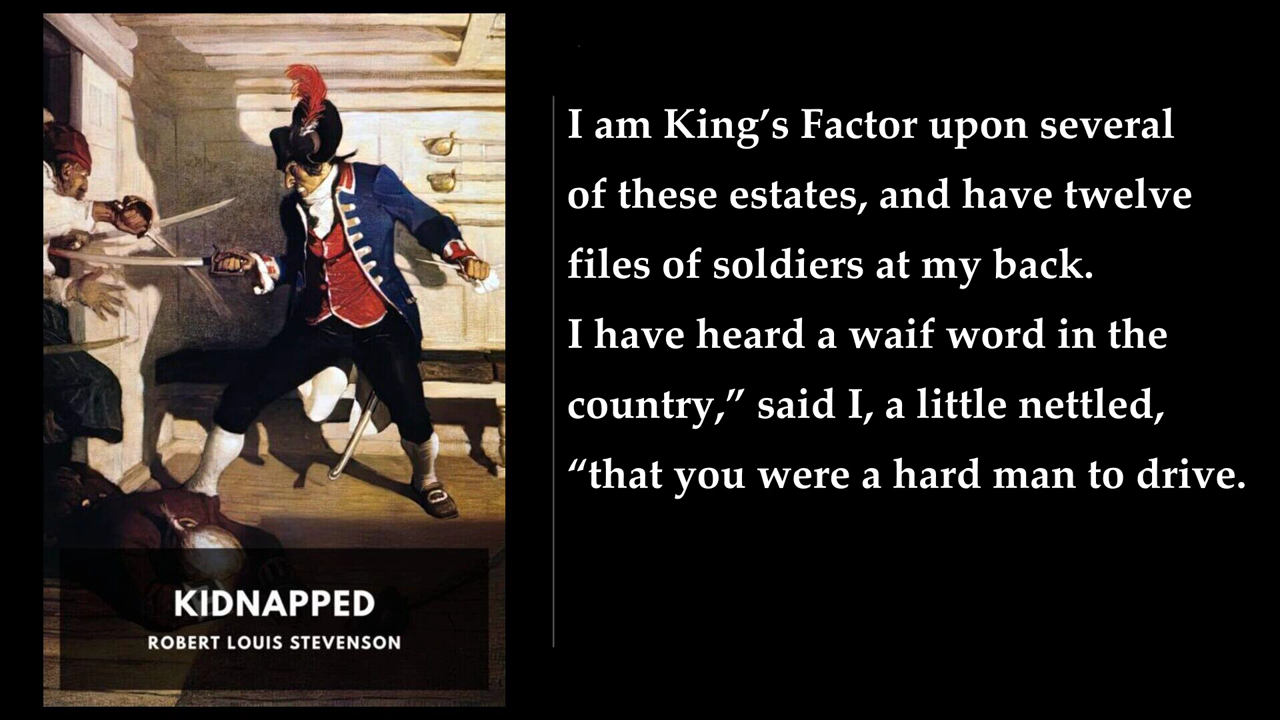 KIDNAPPED
ROBERT LOUIS STEVENSON
I am King’s Factor upon several
of these estates, and have twelve
files of soldiers at my back.
I have heard a waif word in the
country,” said I, a little nettled,
“that you were a hard man to drive.